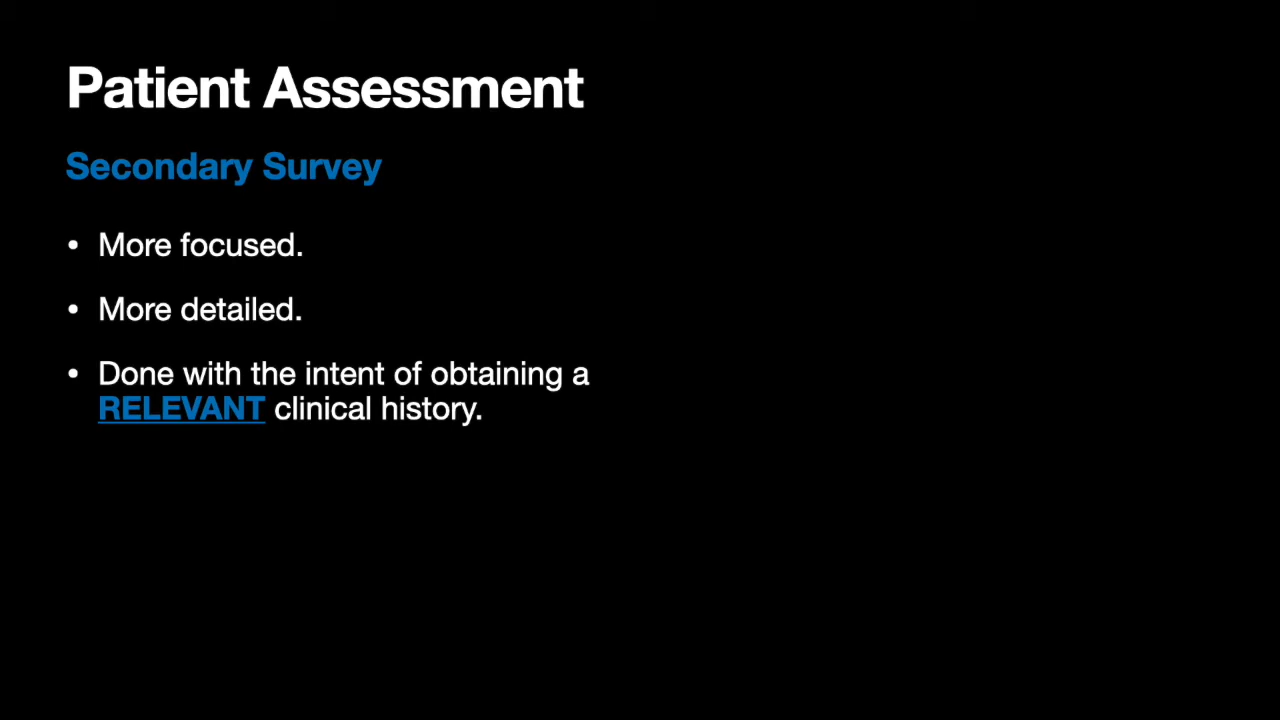 Patient Assessment
Secondary Survey
• More focused.
• More detailed.
• Done with the intent of obtaining a
RELEVANT clinical history.